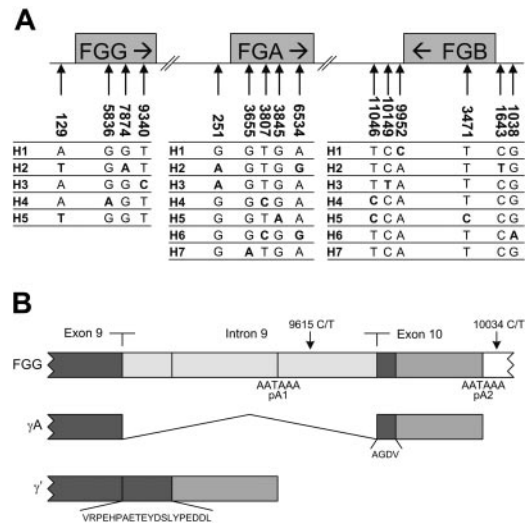 A
FGG → FGA → ← FGB
129 5836 7874 9340 251 3655 3807 3845 6534 11046 10149 9952 3471 1643 1038
H1 A G G T H1 G G T G A H1 T C C T C G
H2 T G A T H2 A G T G G H2 T C A T T G
H3 A G G C H3 A G T G A H3 T T A T C G
H4 A A G T H4 G G C G A H4 C C A T C G
H5 T G G T H5 G G T A A H5 C C A C C G
H6 G G C G G H6 T C A T C A
H7 G A T G A H7 T C A T C G
B
Exon 9 Intron 9 9615 C/T Exon 10 10034 C/T
FGG
AATAAA AATAAA
pA1 pA2
γA
AGDV
γ'
VRPEHPAETEYDSLYPEDDL